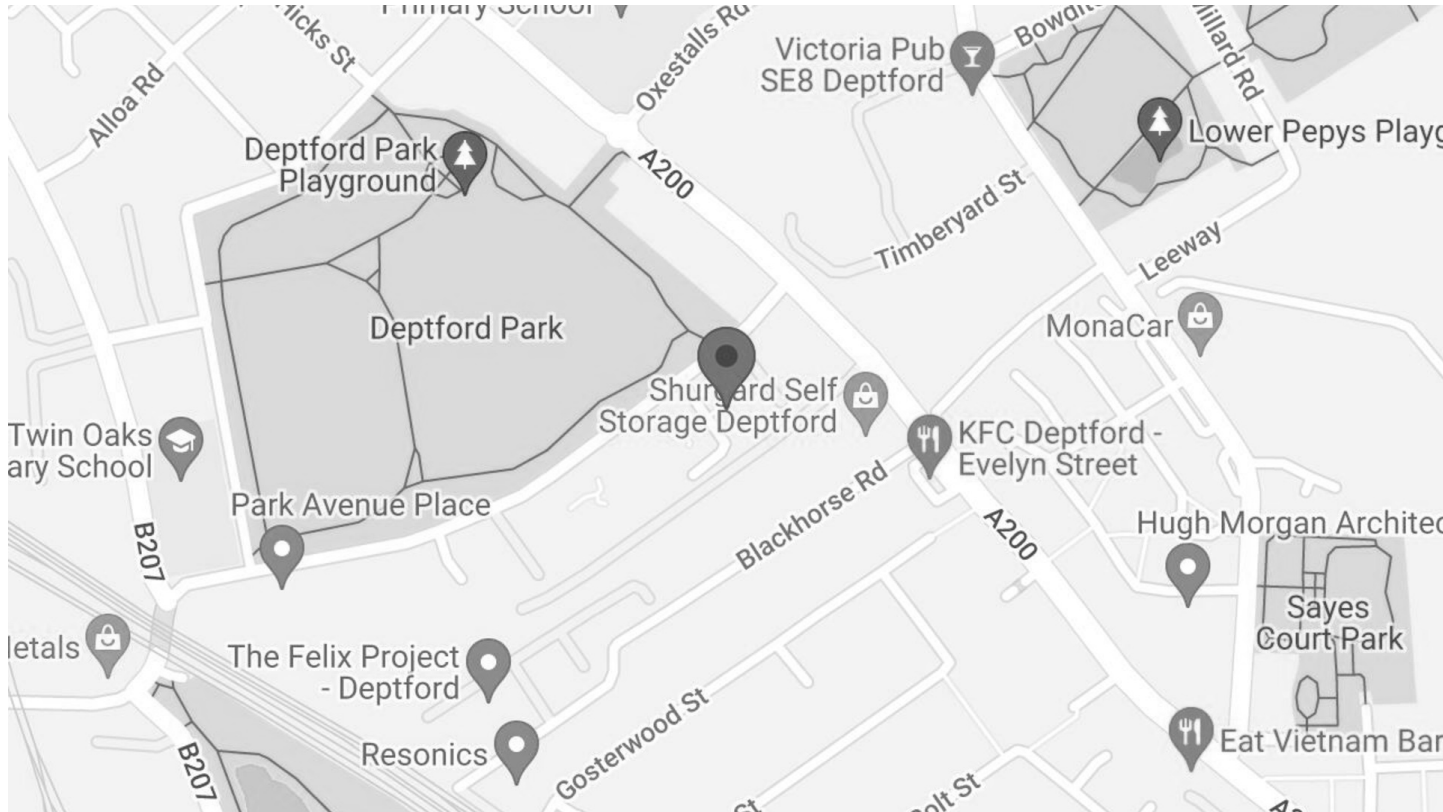 Primary School
Hicks St
Oxestalls Rd
Victoria Pub
SE8 Deptford
Millard Rd
Alloa Rd
Deptford Park
Playground
A200
Lower Pepys Playg
Timberyard St
Leeway
Deptford Park
MonaCar
Shurgard Self
Storage Deptford
Twin Oaks
ary School
KFC Deptford -
Evelyn Street
Park Avenue Place
Blackhorse Rd
B207
A200
Hugh Morgan Architec
Sayes
Court Park
letals
The Felix Project
- Deptford
Gosterwood St
Resonics
Eat Vietnam Bar
B207
olt St
St